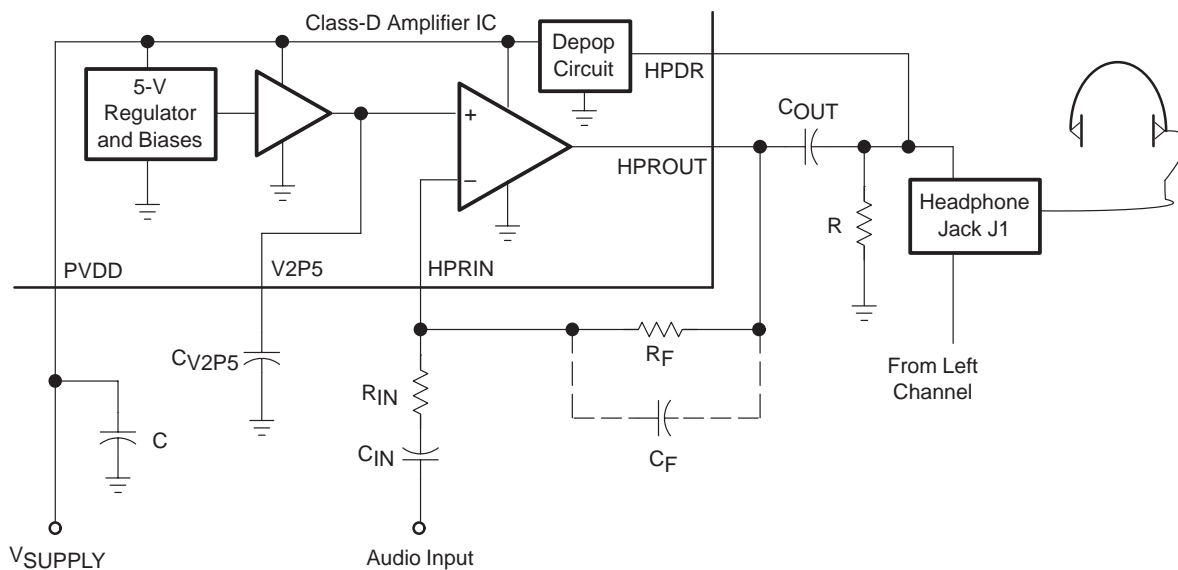 Class-D Amplifier IC
5-V
Regulator
and Biases
+
−
Depop
Circuit
HPDR
COUT
HPROUT
R
Headphone
Jack J1
PVDD
V2P5
HPRIN
CV2P5
RIN
RF
From Left
Channel
C
CIN
CF
VSUPPLY
Audio Input